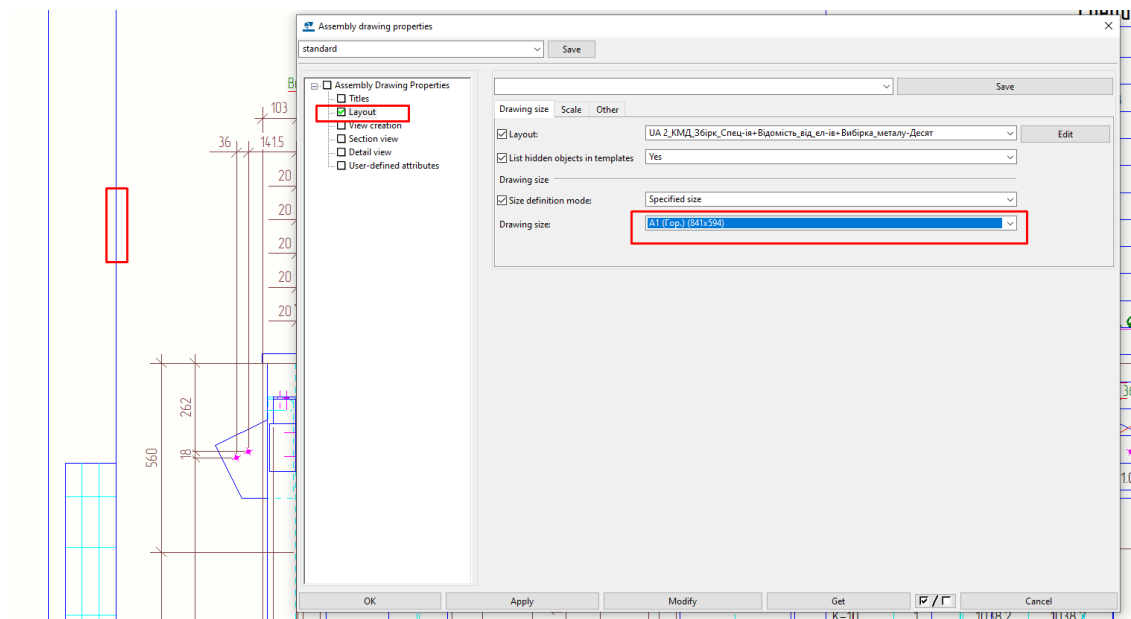 Assembly drawing properties
standard
Save
Assembly Drawing Properties
Titles
Layout
View creation
Section view
Detail view
User-defined attributes
Save
Drawing size Scale Other
Layout: UA 2_КМД_Збірк_Спец-ія+Відомість_від_ел-ів+Вибірка_металу-Десят Edit
List hidden objects in templates Yes
Drawing size
Size definition mode: Specified size
Drawing size: A1 (Гор.) (841x594)
103
36 1415
20
20
20
20
20
262
18
560
OK Apply Modify Get Cancel